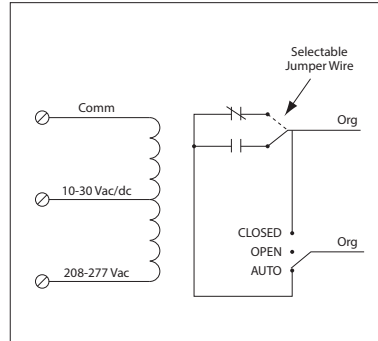 Selectable
Jumper Wire
Comm
Org
10-30 Vac/dc
CLOSED
OPEN
AUTO
Org
208-277 Vac